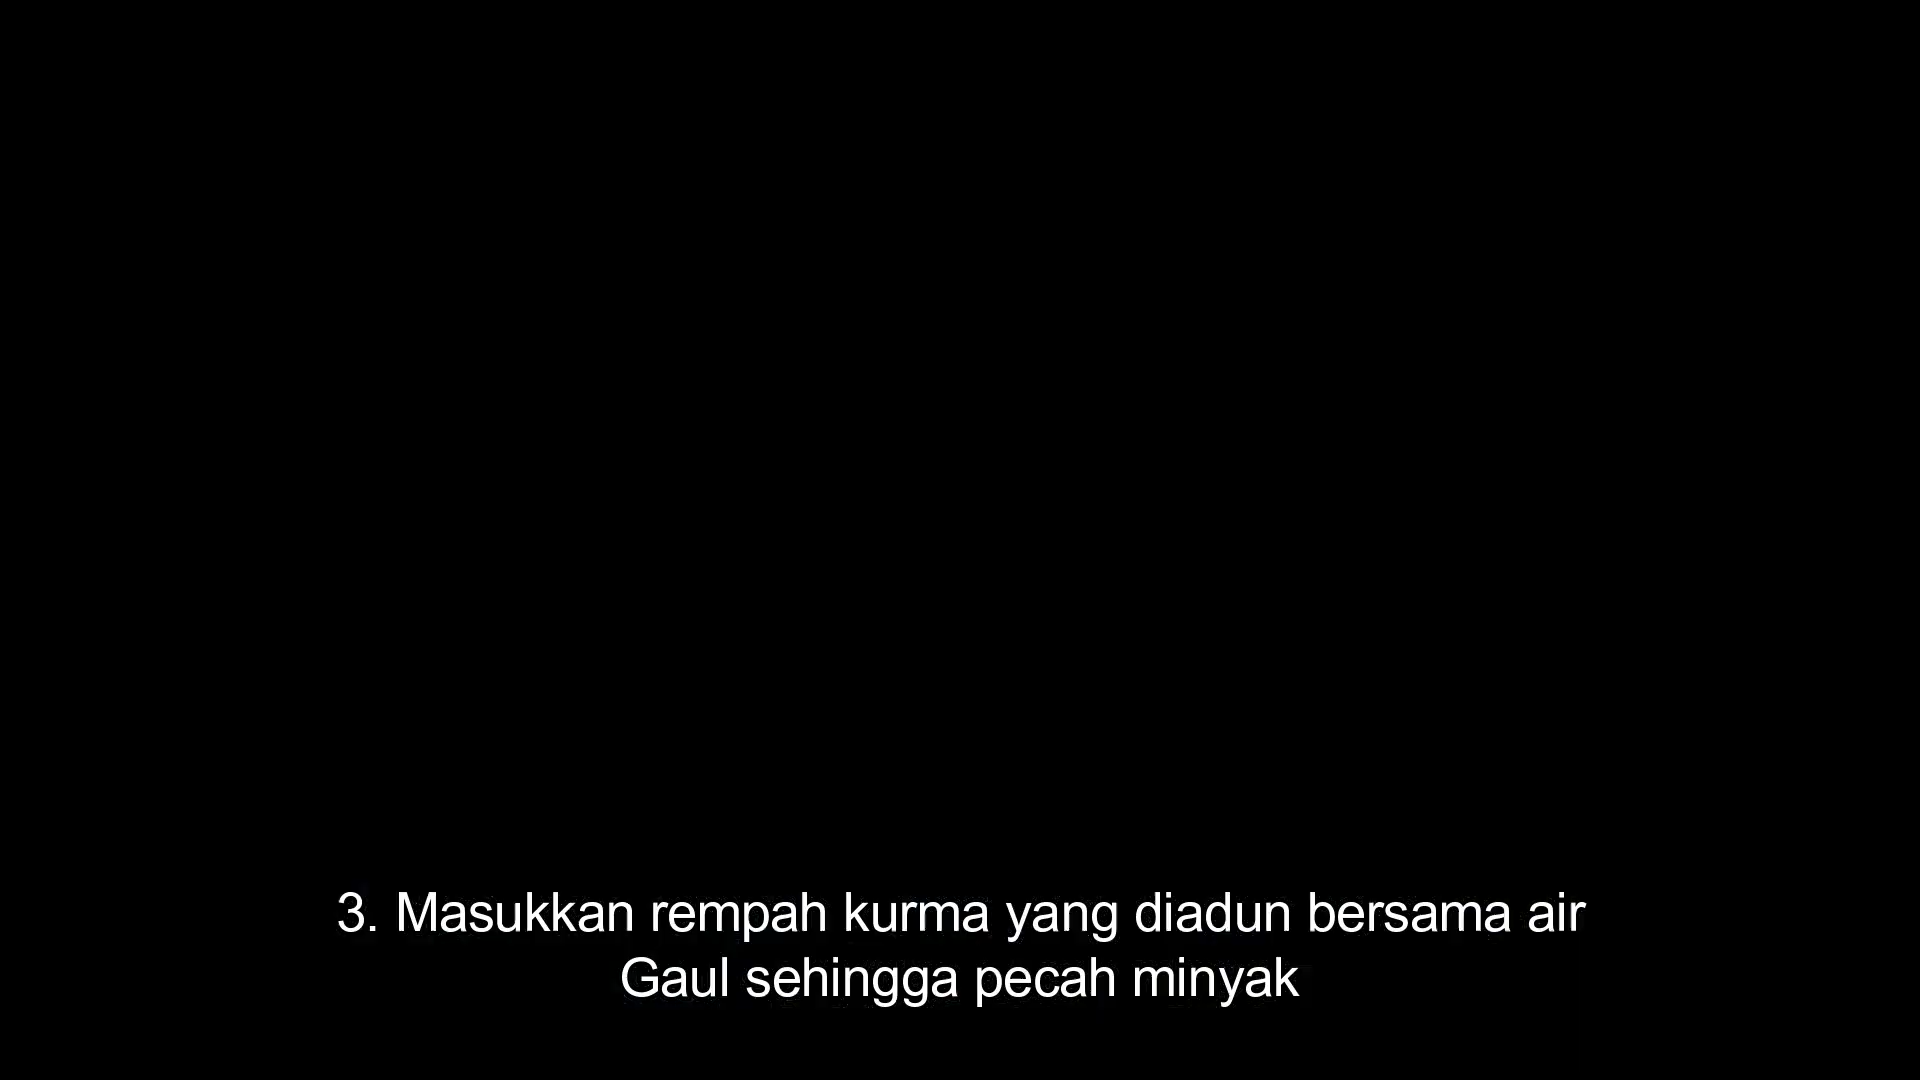 3. Masukkan rempah kurma yang diadun bersama air
Gaul sehingga pecah minyak